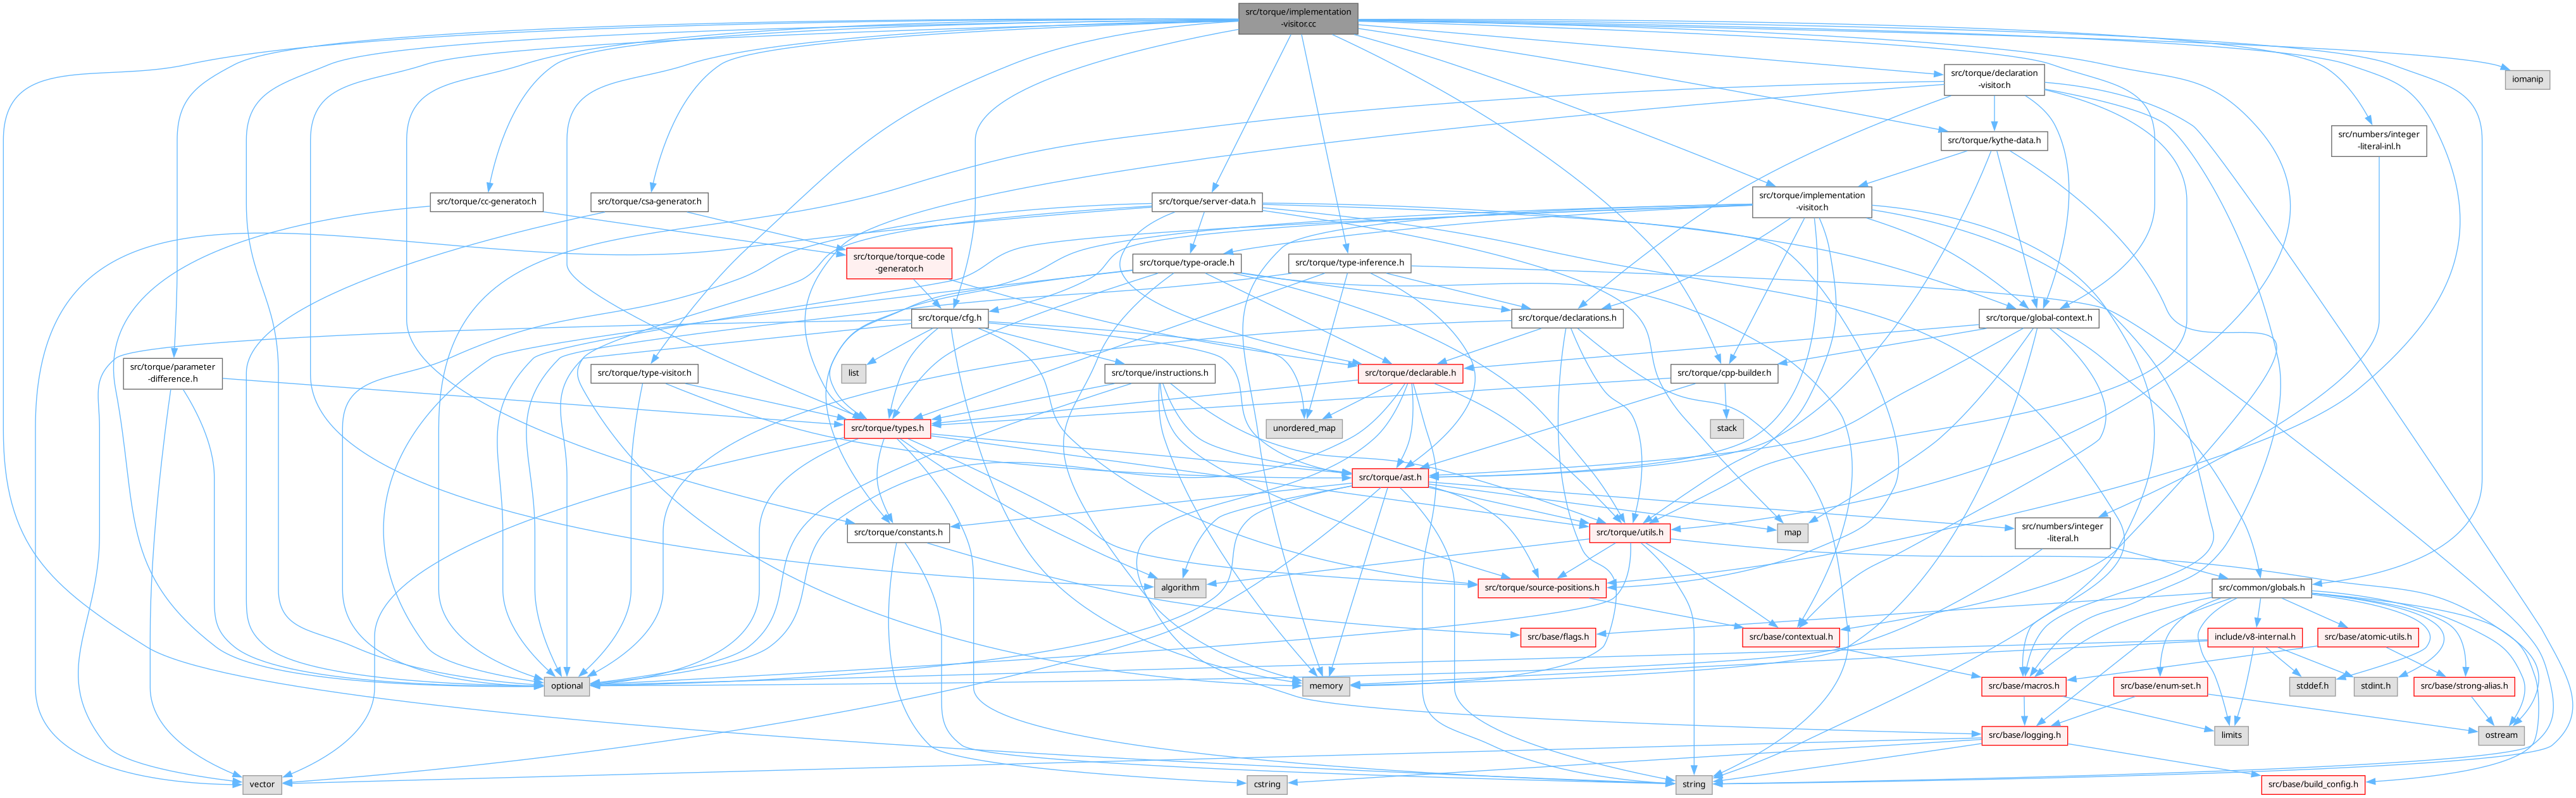 src/torque/implementation
-visitor.cc
src/torque/declaration
-visitor.h
iomanip
src/torque/kythe-data.h
src/numbers/integer
-literal-inl.h
src/torque/cc-generator.h
src/torque/csa-generator.h
src/torque/server-data.h
src/torque/implementation
-visitor.h
src/torque/torque-code
-generator.h
src/torque/type-oracle.h
src/torque/type-inference.h
src/torque/cfg.h
src/torque/declarations.h
src/torque/global-context.h
src/torque/parameter
-difference.h
src/torque/type-visitor.h
list
src/torque/instructions.h
src/torque/declarable.h
src/torque/cpp-builder.h
src/torque/types.h
unordered_map
stack
src/torque/ast.h
src/torque/constants.h
src/torque/utils.h
map
src/numbers/integer
-literal.h
algorithm
src/torque/source-positions.h
src/common/globals.h
src/base/flags.h
src/base/contextual.h
include/v8-internal.h
src/base/atomic-utils.h
optional
memory
src/base/macros.h
src/base/enum-set.h
stddef.h
stdint.h
src/base/strong-alias.h
src/base/logging.h
limits
ostream
vector
cstring
string
src/base/build_config.h